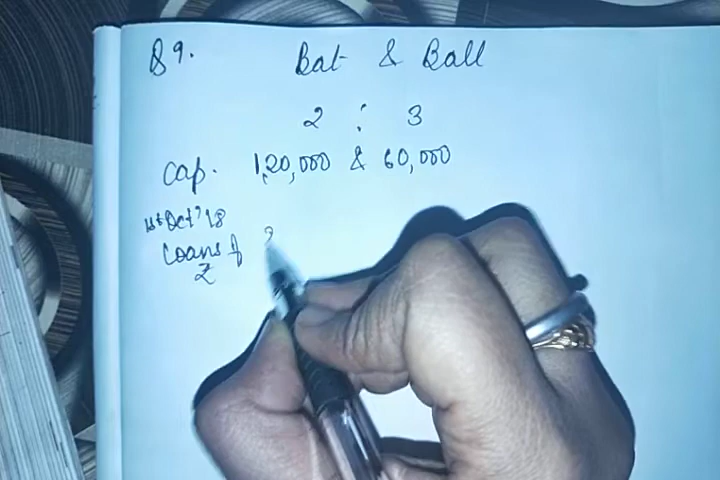 Q9. Bat & Ball
2 : 3
Cap. 1,20,000 & 60,000
1st Oct' 18
Loans of
₹